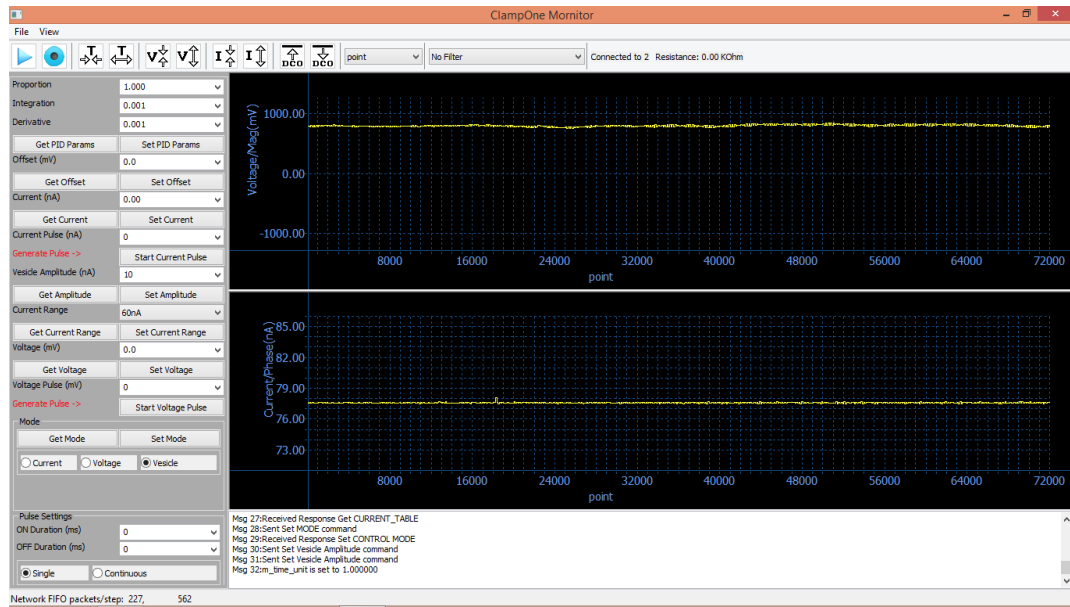 ClampOne Mornitor
File View
T T V V I I DCO DCO point No Filter Connected to 2 Resistance: 0.00 KOhm
Proportion 1.000
Integration 0.001
Derivative 0.001
Get PID Params Set PID Params
Offset (mV) 0.0
Get Offset Set Offset
Current (nA) 0.00
Get Current Set Current
Current Pulse (nA) 0
Generate Pulse -> Start Current Pulse
Vesicle Amplitude (nA) 10
Get Amplitude Set Amplitude
Current Range 60nA
Get Current Range Set Current Range
Voltage (mV) 0.0
Get Voltage Set Voltage
Voltage Pulse (mV) 0
Generate Pulse -> Start Voltage Pulse
Mode
Get Mode Set Mode
Current Voltage Vesicle
Pulse Settings
ON Duration (ms) 0
OFF Duration (ms) 0
Single Continuous
Voltage/Mag(mV)
1000.00
0.00
-1000.00
8000 16000 24000 32000 40000 48000 56000 64000 72000
point
Current/Phase(nA)
85.00
82.00
79.00
76.00
73.00
8000 16000 24000 32000 40000 48000 56000 64000 72000
point
Msg 27:Received Response Get CURRENT_TABLE
Msg 28:Sent Set MODE command
Msg 29:Received Response Set CONTROL MODE
Msg 30:Sent Set Vesicle Amplitude command
Msg 31:Sent Set Vesicle Amplitude command
Msg 32:m_time_unit is set to 1.000000
Network FIFO packets/step: 227, 562